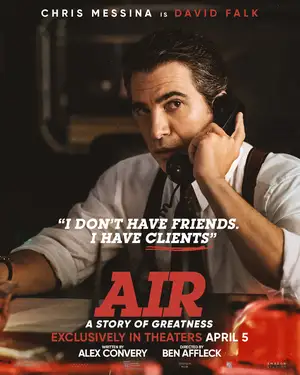 CHRIS MESSINA IS DAVID FALK
"I DON'T HAVE FRIENDS.
I HAVE CLIENTS"
AIR
A STORY OF GREATNESS
EXCLUSIVELY IN THEATERS APRIL 5
WRITTEN BY
ALEX CONVERY
DIRECTED BY
BEN AFFLECK